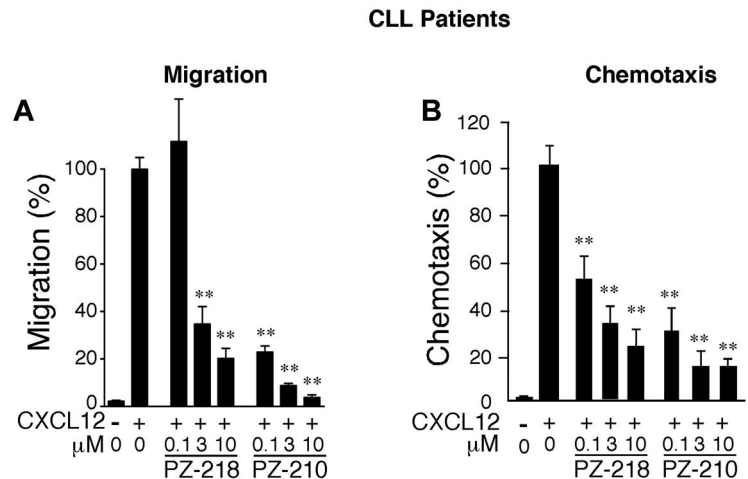 CLL Patients
Migration
A
Migration (%)
100
80
60
40
20
0
** ** ** ** **
CXCL12 - + + + + + + +
μM 0 0 0.1 3 10 0.1 3 10
PZ-218 PZ-210
Chemotaxis
B
Chemotaxis (%)
120
100
80
60
40
20
0
** ** ** ** ** **
CXCL12 - + + + + + + +
μM 0 0 0.1 3 10 0.1 3 10
PZ-218 PZ-210